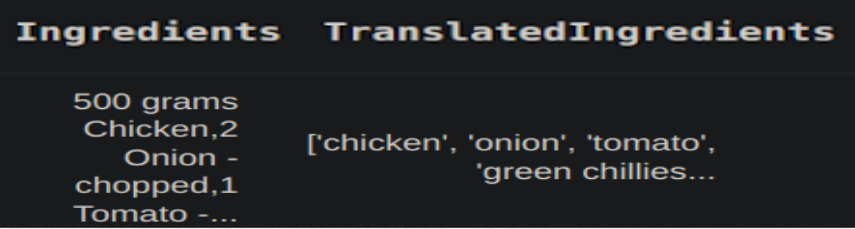 Ingredients TranslatedIngredients
500 grams
Chicken,2
Onion -
chopped,1
Tomato -...
['chicken', 'onion', 'tomato',
'green chillies...